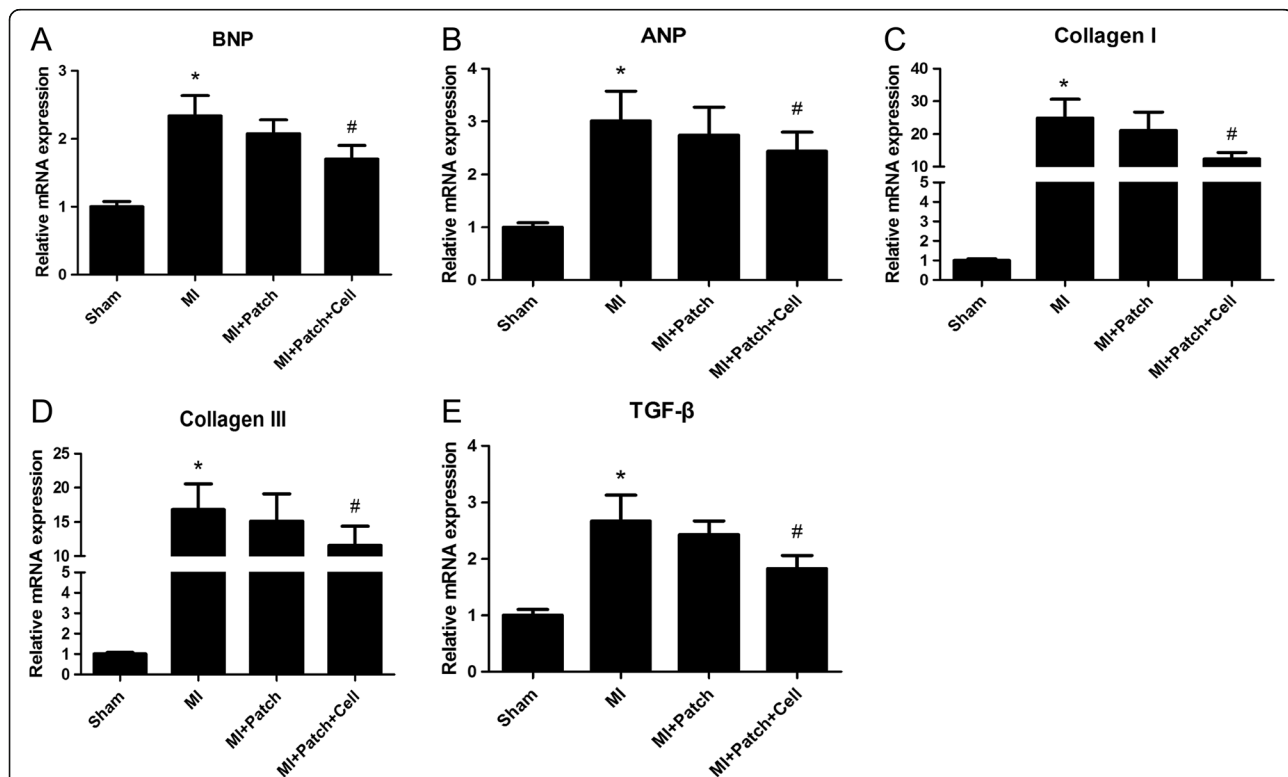 A
BNP
Relative mRNA expression
3
2
1
0
*
#
Sham
MI
MI+Patch
MI+Patch+Cell
B
ANP
Relative mRNA expression
4
3
2
1
0
*
#
Sham
MI
MI+Patch
MI+Patch+Cell
C
Collagen I
Relative mRNA expression
40
30
20
10
5
4
3
2
1
0
*
#
Sham
MI
MI+Patch
MI+Patch+Cell
D
Collagen III
Relative mRNA expression
25
20
15
10
5
4
3
2
1
0
*
#
Sham
MI
MI+Patch
MI+Patch+Cell
E
TGF-β
Relative mRNA expression
4
3
2
1
0
*
#
Sham
MI
MI+Patch
MI+Patch+Cell